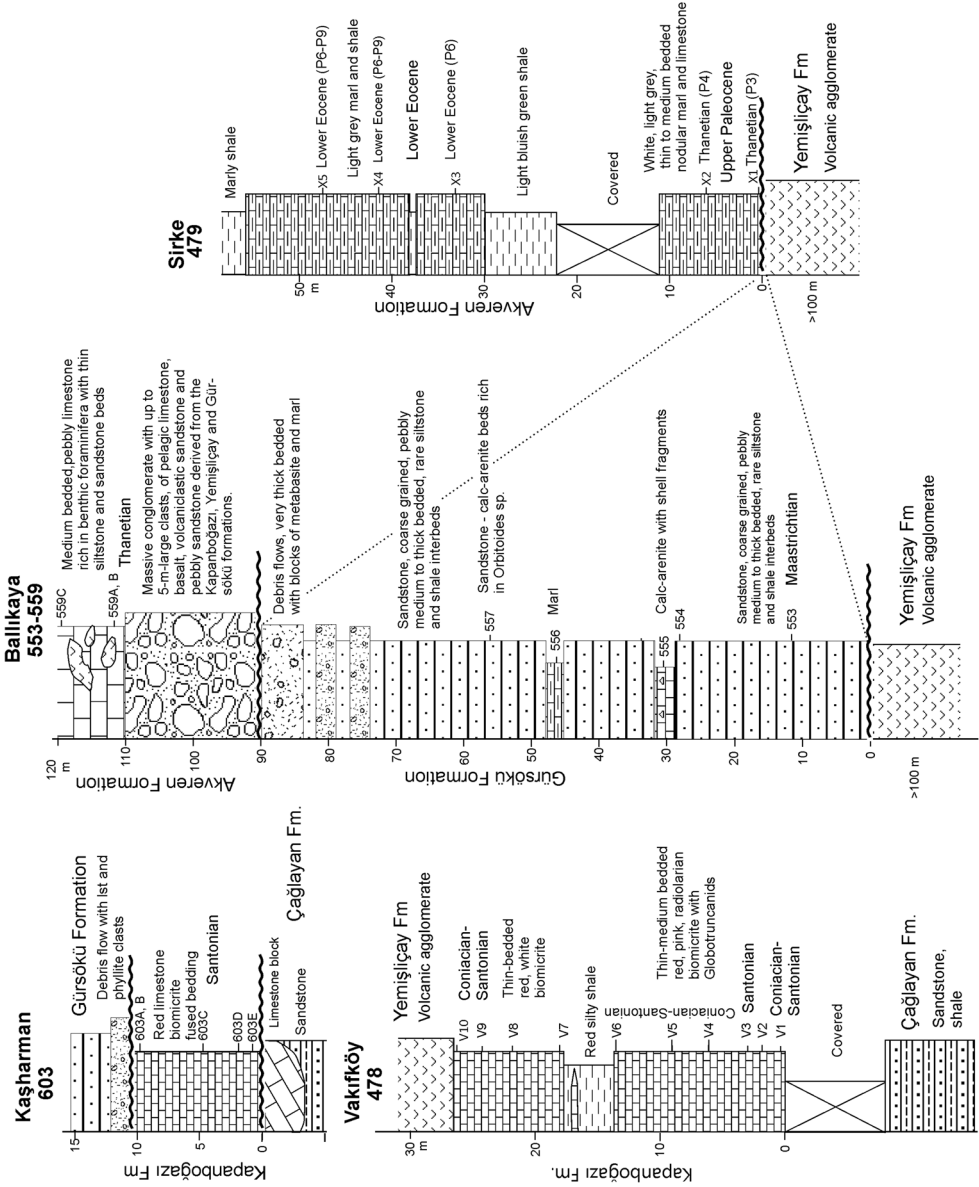 Kaşharman
603
Gürsökü Formation
Debris flow with lst and
phyllite clasts
603A, B
Red limestone
biomicrite
fused bedding
603C
Santonian
603D
603E
Limestone block
Sandstone
Çağlayan Fm.
15
10
5
0
Kapanboğazı Fm
Vakıfköy
478
Yemişliçay Fm
Volcanic agglomerate
V10
V9
V8
V7
V6
V5
V4
V3
V2
V1
Coniacian-
Santonian
Thin-bedded
red, white
biomicrite
Red silty shale
Coniacian-Santonian
Thin-medium bedded
red, pink, radiolarian
biomicrite with
Globotruncanids
Santonian
Coniacian-
Santonian
Covered
Çağlayan Fm.
Sandstone,
shale
30
m
20
10
0
Kapanboğazı Fm.
Ballıkaya
553-559
559C
Medium bedded,pebbly limestone
rich in benthic foraminifera with thin
siltstone and sandstone beds
559A, B
Thanetian
Massive conglomerate with up to
5-m-large clasts, of pelagic limestone,
basalt, volcaniclastic sandstone and
pebbly sandstone derived from the
Kapanboğazı, Yemişliçay and Gür-
sökü formations.
Debris flows, very thick bedded
with blocks of metabasite and marl
Sandstone, coarse grained, pebbly
medium to thick bedded, rare siltstone
and shale interbeds
557
Sandstone - calc-arenite beds rich
in Orbitoides sp.
556
Marl
555
Calc-arenite with shell fragments
554
Sandstone, coarse grained, pebbly
medium to thick bedded, rare siltstone
and shale interbeds
553
Maastrichtian
Yemişliçay Fm
Volcanic agglomerate
120
m
110
100
90
80
70
60
50
40
30
20
10
0
>100 m
Akveren Formation
Gürsökü Formation
Sirke
479
Marly shale
X5
Lower Eocene (P6-P9)
Light grey marl and shale
X4
Lower Eocene (P6-P9)
Lower Eocene
X3
Lower Eocene (P6)
Light bluish green shale
Covered
White, light grey,
thin to medium bedded
nodular marl and limestone
X2
Thanetian (P4)
Upper Paleocene
X1 Thanetian (P3)
Yemişliçay Fm
Volcanic agglomerate
50
m
40
30
20
10
0
>100 m
Akveren Formation